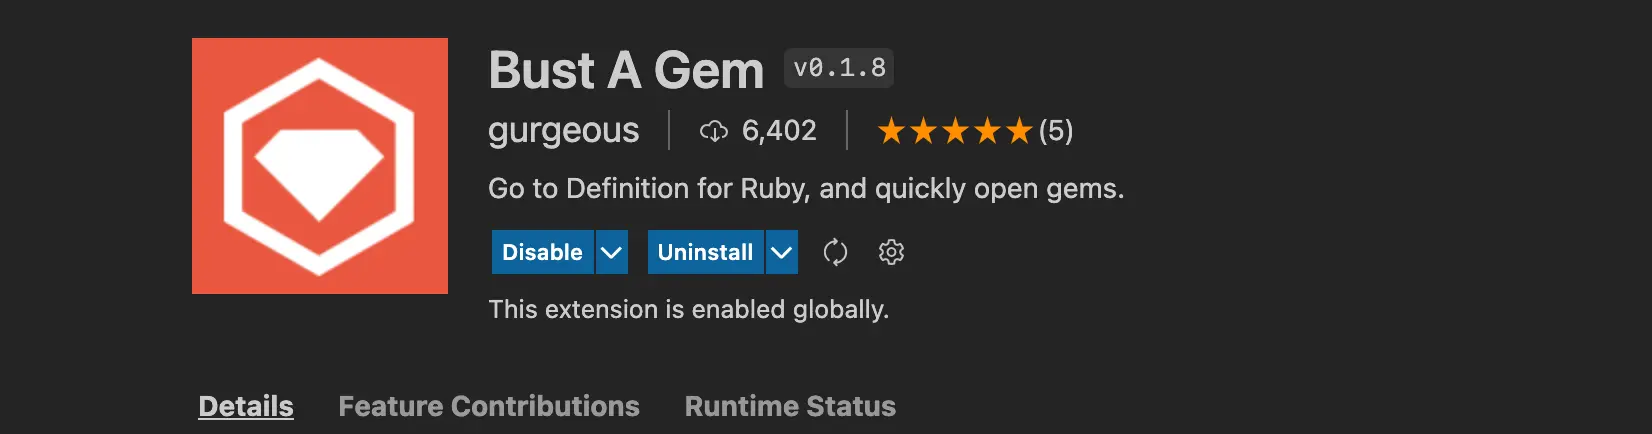 Bust A Gem v0.1.8
gurgeous 6,402 (5)
Go to Definition for Ruby, and quickly open gems.
Disable Uninstall
This extension is enabled globally.
Details Feature Contributions Runtime Status